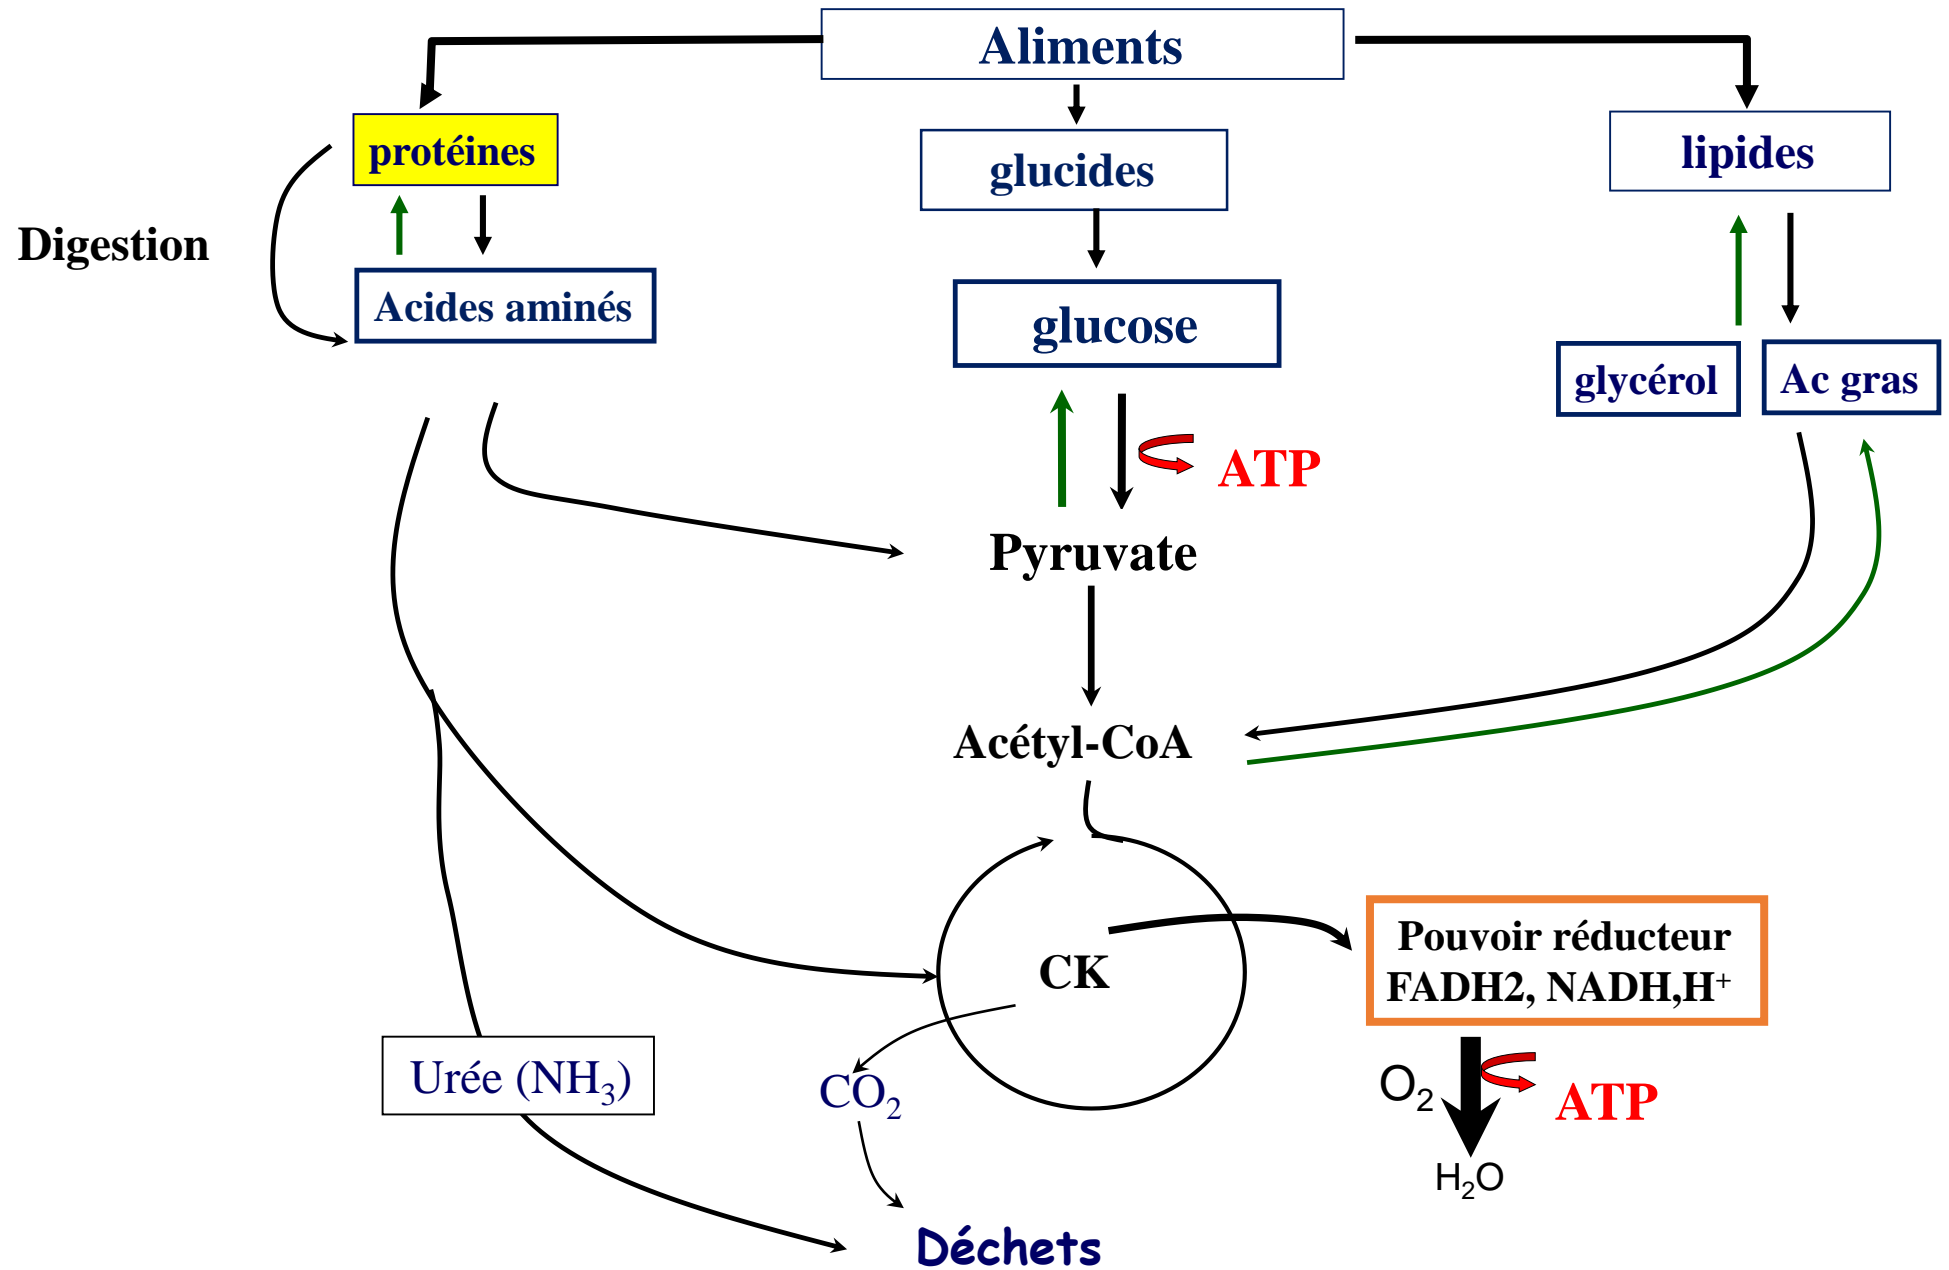 Aliments
protéines
glucides
lipides
Digestion
Acides aminés
glucose
glycérol
Ac gras
ATP
Pyruvate
Acétyl-CoA
CK
Pouvoir réducteur
FADH2, NADH,H⁺
Urée (NH₃)
CO₂
O₂
ATP
H₂O
Déchets